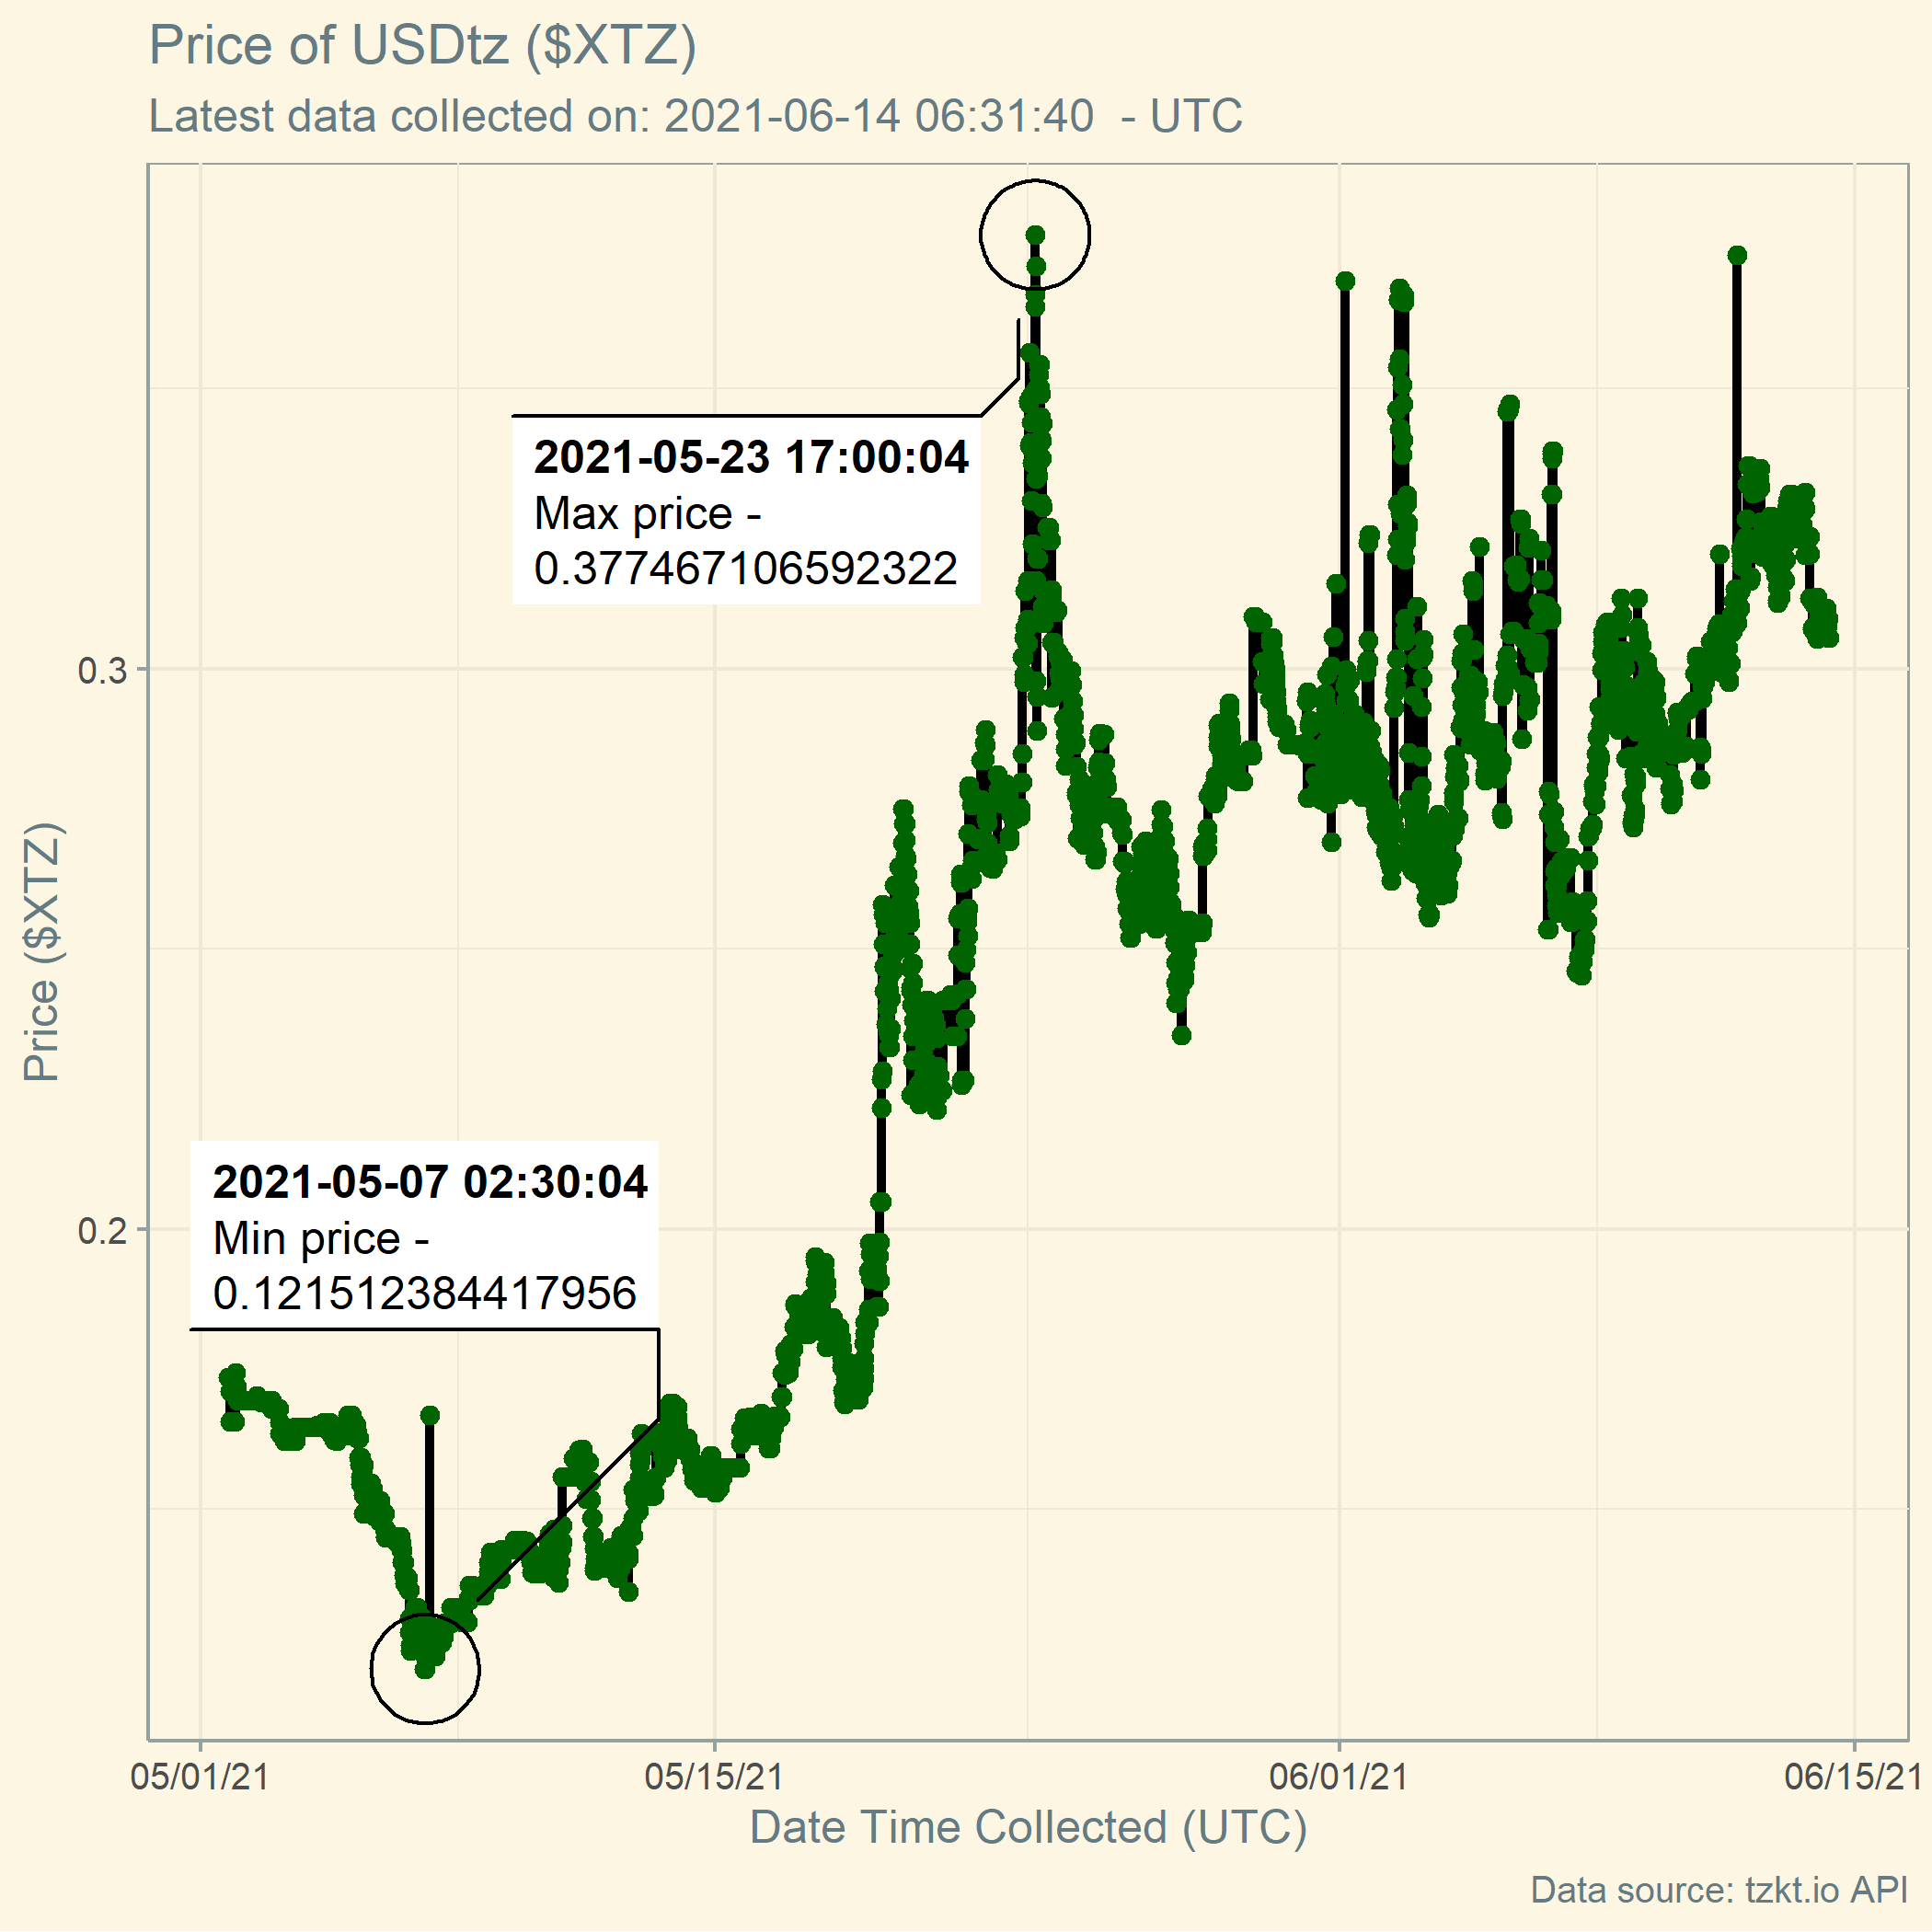 Price of USDtz ($XTZ)
Latest data collected on: 2021-06-14 06:31:40  - UTC
2021-05-23 17:00:04
Max price -
0.377467106592322
0.3
Price ($XTZ)
2021-05-07 02:30:04
Min price -
0.121512384417956
0.2
05/01/21
05/15/21
06/01/21
06/15/21
Date Time Collected (UTC)
Data source: tzkt.io API